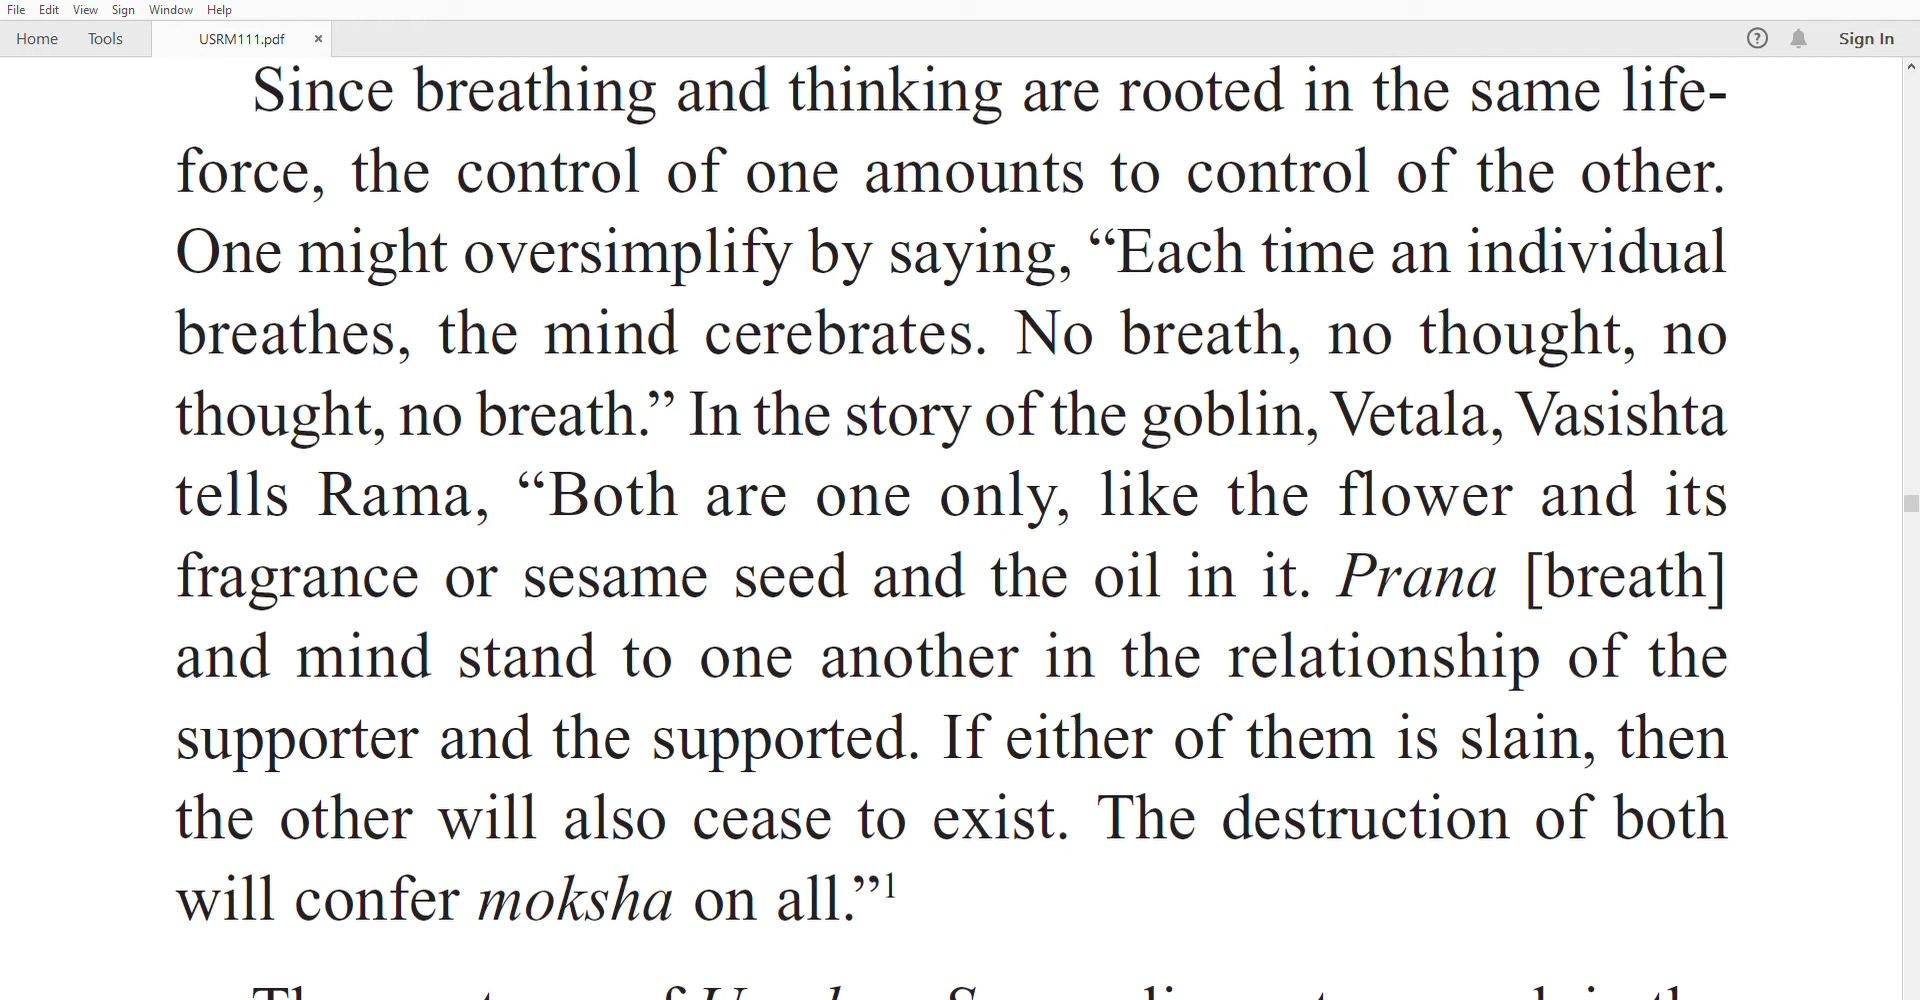 File Edit View Sign Window Help
Home Tools USRM111.pdf × ? Sign In
Since breathing and thinking are rooted in the same life-
force, the control of one amounts to control of the other.
One might oversimplify by saying, “Each time an individual
breathes, the mind cerebrates. No breath, no thought, no
thought, no breath.” In the story of the goblin, Vetala, Vasishta
tells Rama, “Both are one only, like the flower and its
fragrance or sesame seed and the oil in it. Prana [breath]
and mind stand to one another in the relationship of the
supporter and the supported. If either of them is slain, then
the other will also cease to exist. The destruction of both
will confer moksha on all.”1